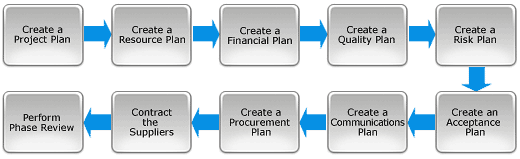 Create a
Project Plan
Create a
Resource Plan
Create a
Financial Plan
Create a
Quality Plan
Create a
Risk Plan
Create an
Acceptance
Plan
Create a
Communications
Plan
Create a
Procurement
Plan
Contract
the
Suppliers
Perform
Phase Review